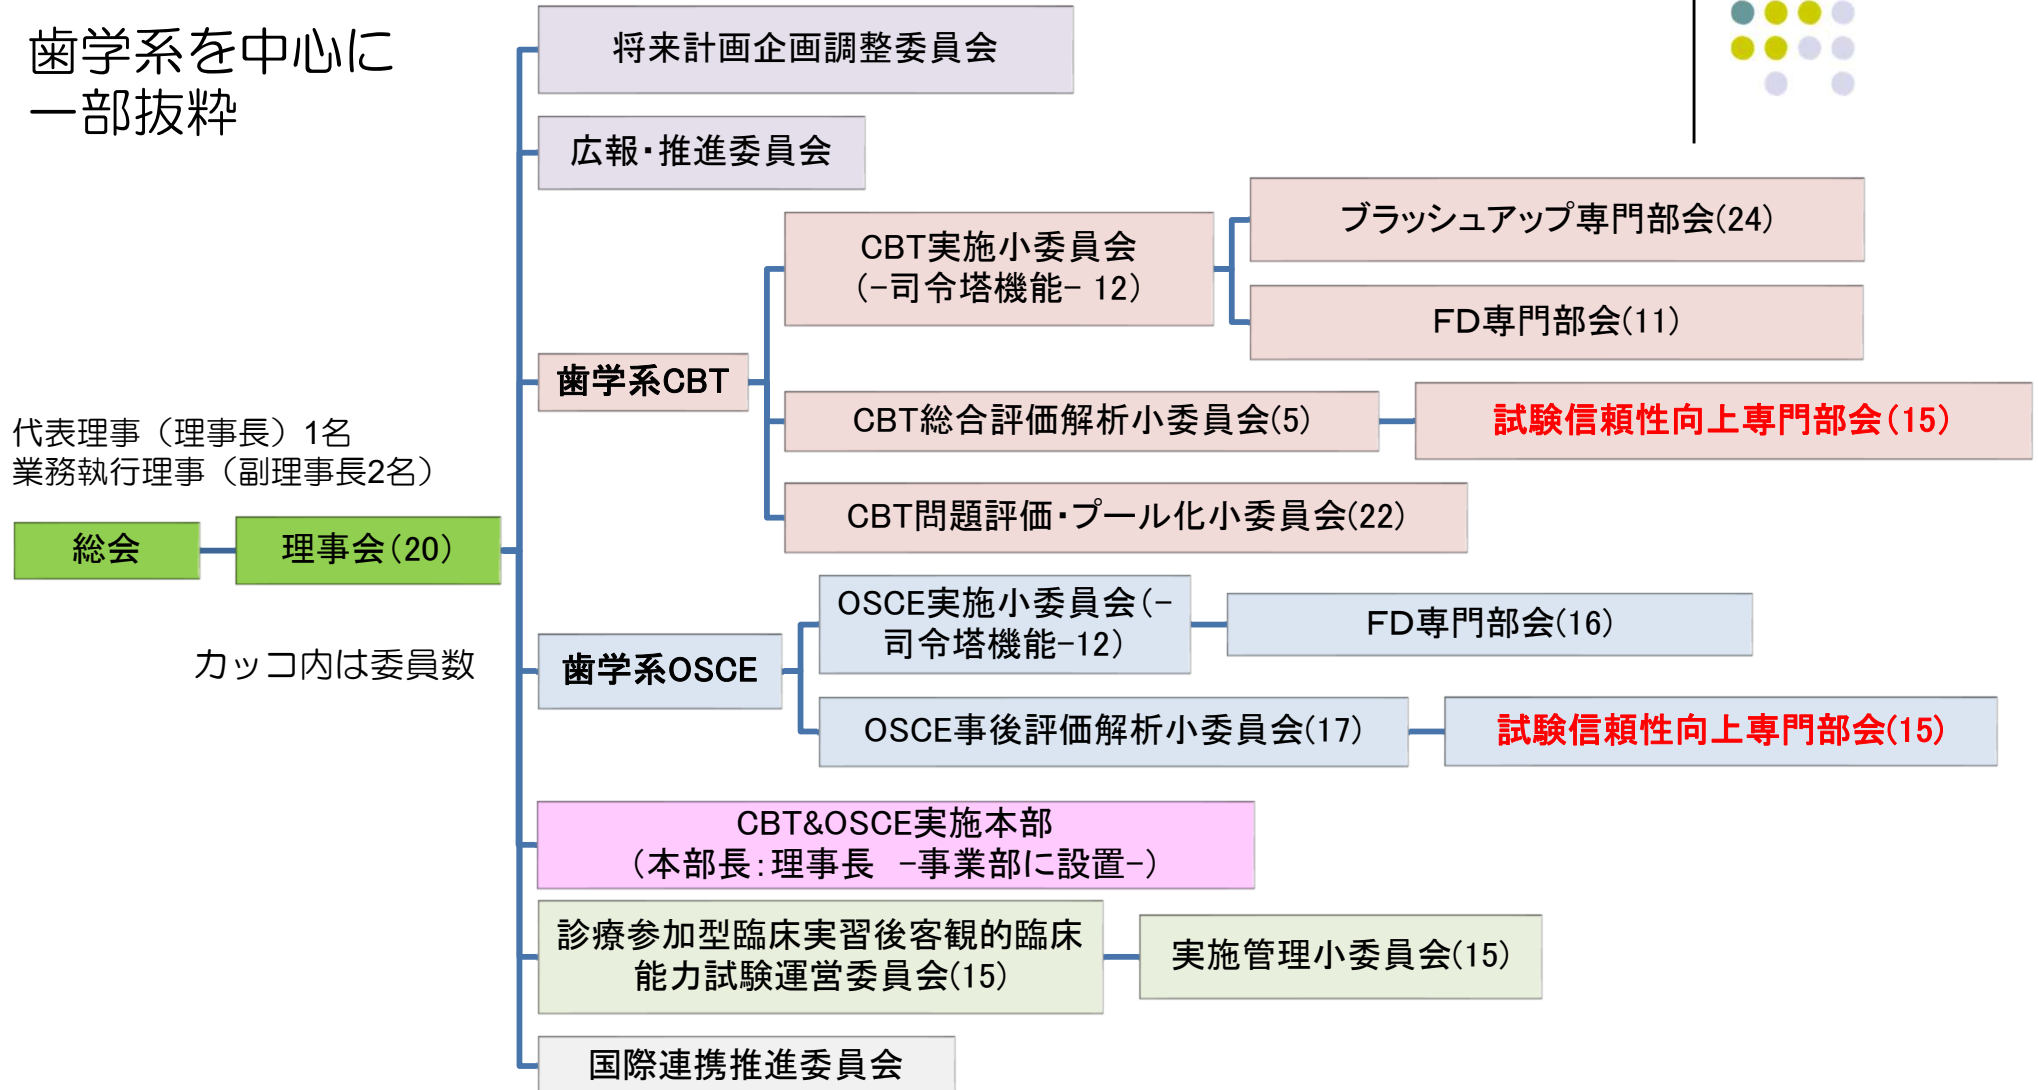 歯学系を中心に
一部抜粋
将来計画企画調整委員会
広報・推進委員会
歯学系CBT
CBT実施小委員会
(-司令塔機能- 12)
ブラッシュアップ専門部会(24)
FD専門部会(11)
CBT総合評価解析小委員会(5)
試験信頼性向上専門部会(15)
CBT問題評価・プール化小委員会(22)
代表理事（理事長）1名
業務執行理事（副理事長2名）
総会
理事会(20)
カッコ内は委員数
歯学系OSCE
OSCE実施小委員会(-
司令塔機能-12)
FD専門部会(16)
OSCE事後評価解析小委員会(17)
試験信頼性向上専門部会(15)
CBT&OSCE実施本部
(本部長:理事長 -事業部に設置-)
診療参加型臨床実習後客観的臨床
能力試験運営委員会(15)
実施管理小委員会(15)
国際連携推進委員会